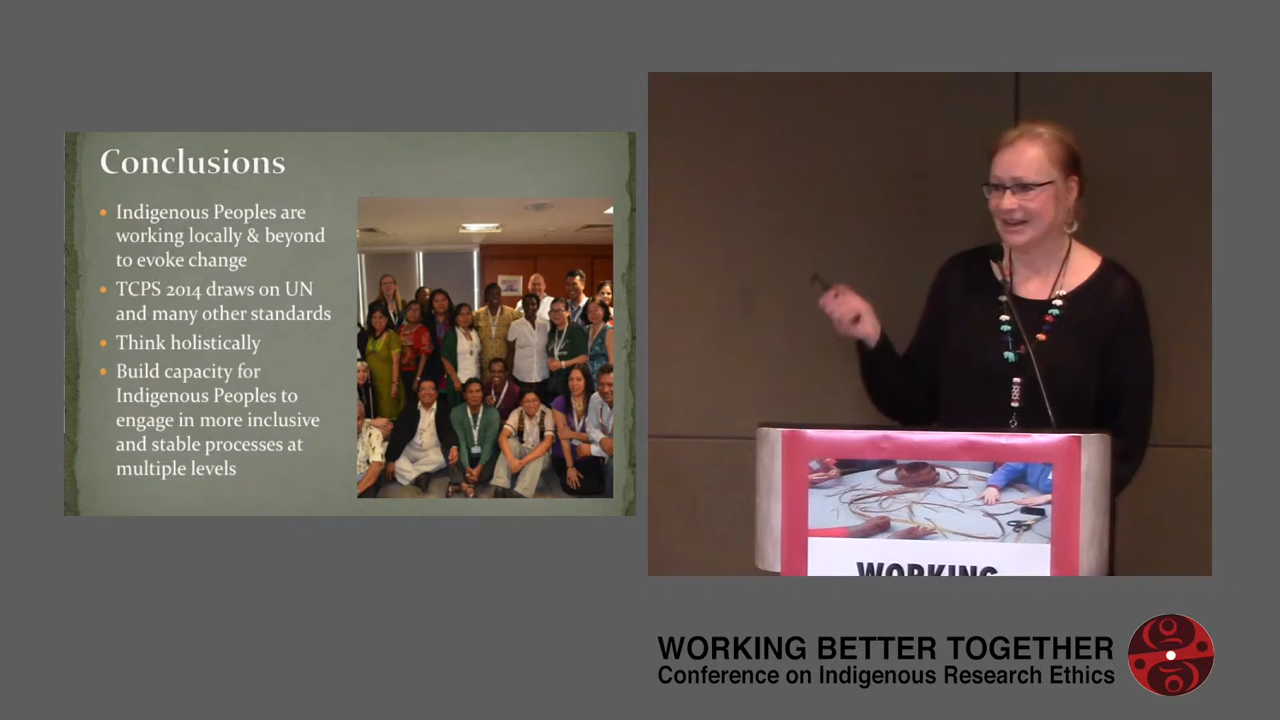 Conclusions
Indigenous Peoples are
working locally & beyond
to evoke change
TCPS 2014 draws on UN
and many other standards
Think holistically
Build capacity for
Indigenous Peoples to
engage in more inclusive
and stable processes at
multiple levels
WORKING
WORKING BETTER TOGETHER
Conference on Indigenous Research Ethics